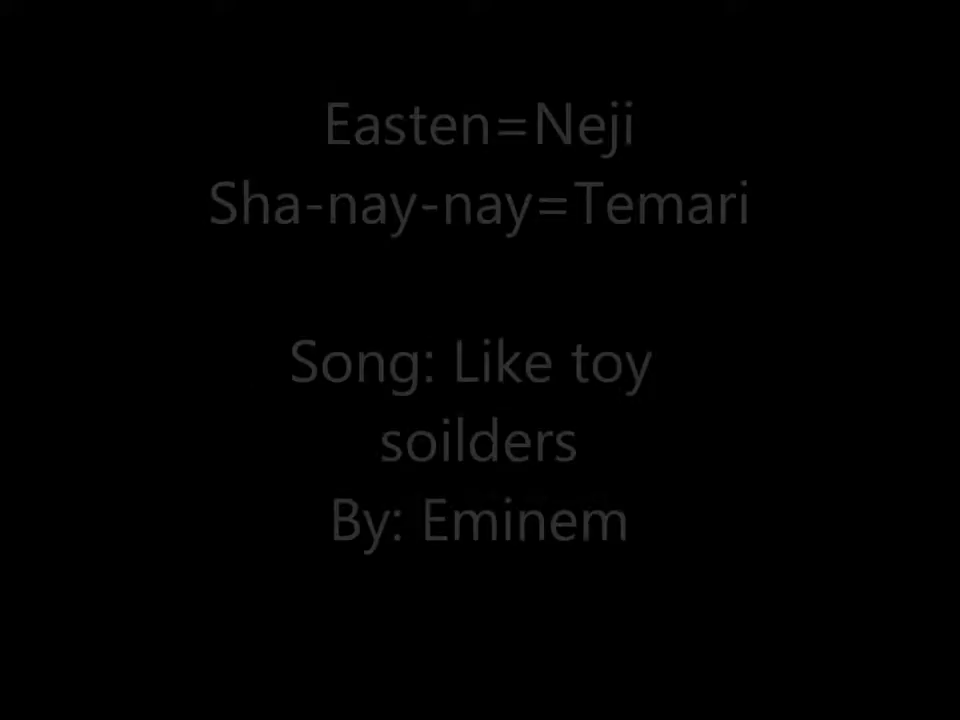 Easten=Neji
Sha-nay-nay=Temari
Song: Like toy
soilders
By: Eminem